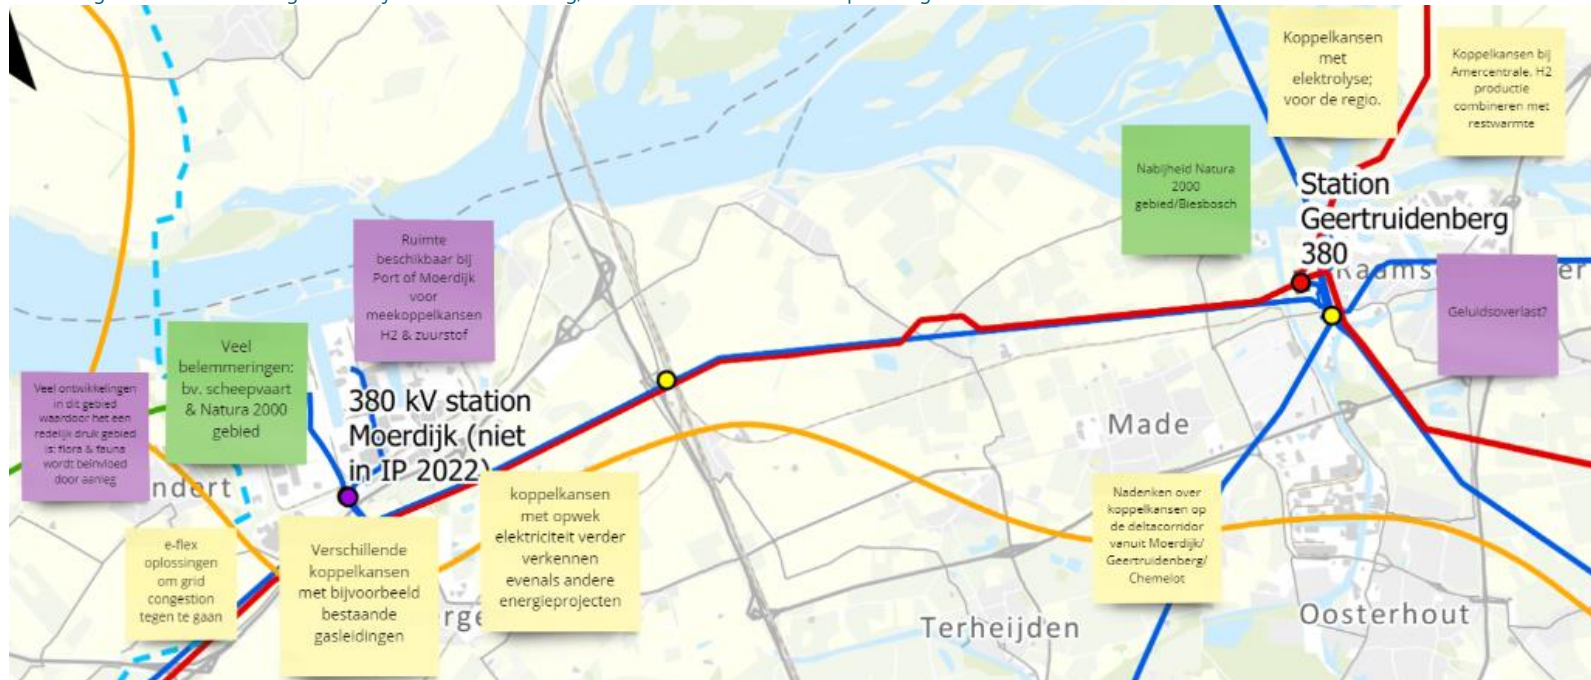 Koppelkansen
met
elektrolyse;
voor de regio.
Koppelkansen bij
Amercentrale. H2
productie
combineren met
restwarmte
Nabijheid Natura
2000
gebied/Biesbosch
Station
Geertruidenberg
380
Geluidsoverlast?
Ruimte
beschikbaar bij
Port of Moerdijk
voor
meekoppelkansen
H2 & zuurstof
Veel
belemmeringen:
bv. scheepvaart
& Natura 2000
gebied
Veel ontwikkelingen
in dit gebied
waardoor het een
redelijk druk gebied
is: flora & fauna
wordt beïnvloed
door aanleg
380 kV station
Moerdijk (niet
in IP 2022)
Made
koppelkansen
met opwek
elektriciteit verder
verkennen
evenals andere
energieprojecten
Nadenken over
koppelkansen op
de deltacorridor
vanuit Moerdijk/
Geertruidenberg/
Chemelot
e-flex
oplossingen
om grid
congestion
tegen te gaan
Verschillende
koppelkansen
met bijvoorbeeld
bestaande
gasleidingen
Terheijden
Oosterhout